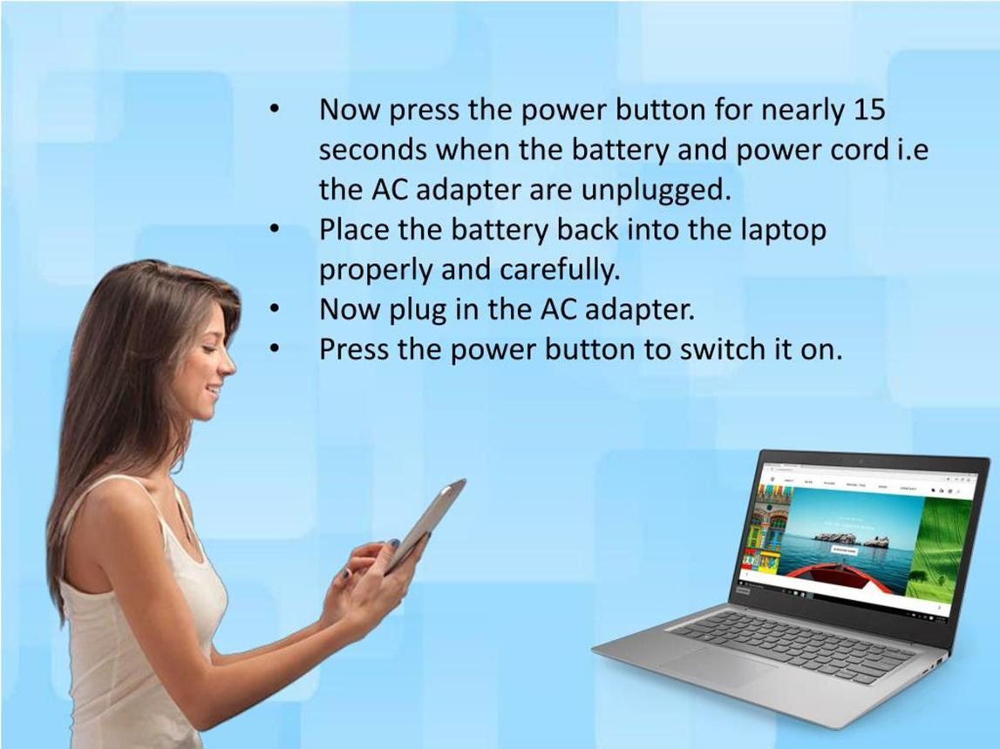 • Now press the power button for nearly 15
seconds when the battery and power cord i.e
the AC adapter are unplugged.
• Place the battery back into the laptop
properly and carefully.
• Now plug in the AC adapter.
• Press the power button to switch it on.